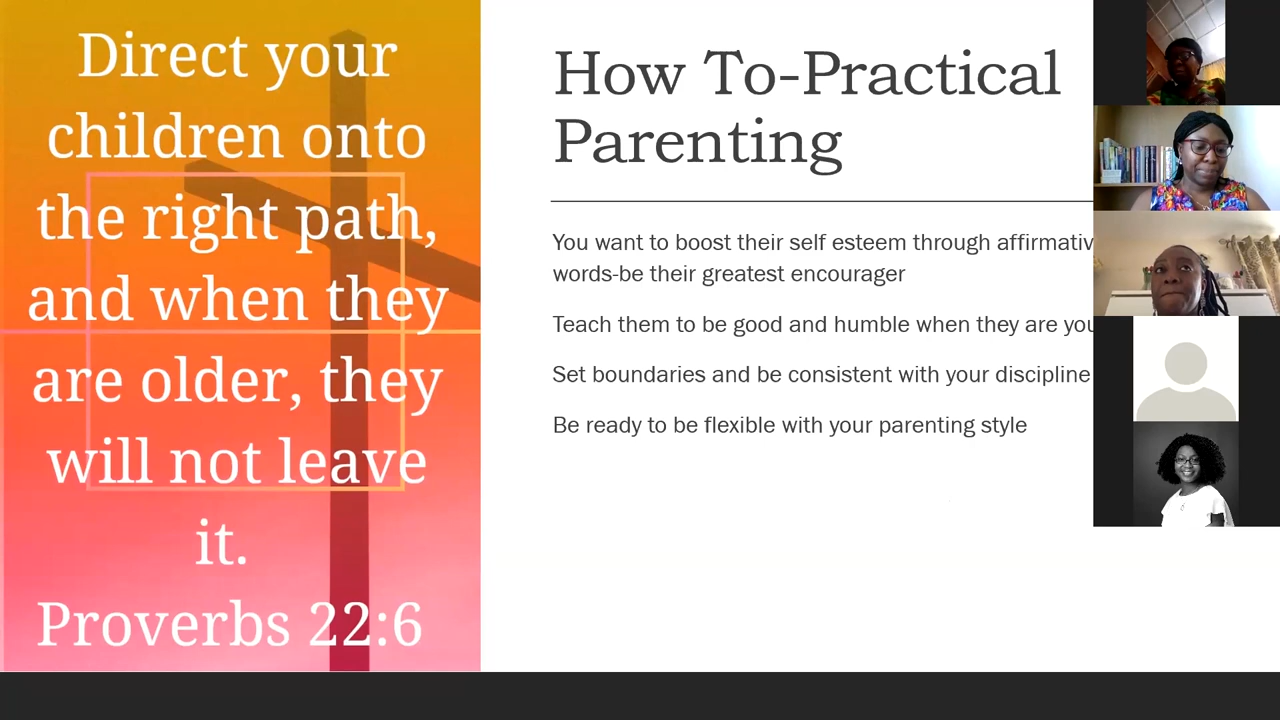 Direct your
children onto
the right path,
and when they
are older, they
will not leave
it.
Proverbs 22:6
How To-Practical
Parenting
You want to boost their self esteem through
words-be their greatest encourager
Teach them to be good and humble when they are
Set boundaries and be consistent with your discipline
Be ready to be flexible with your parenting style